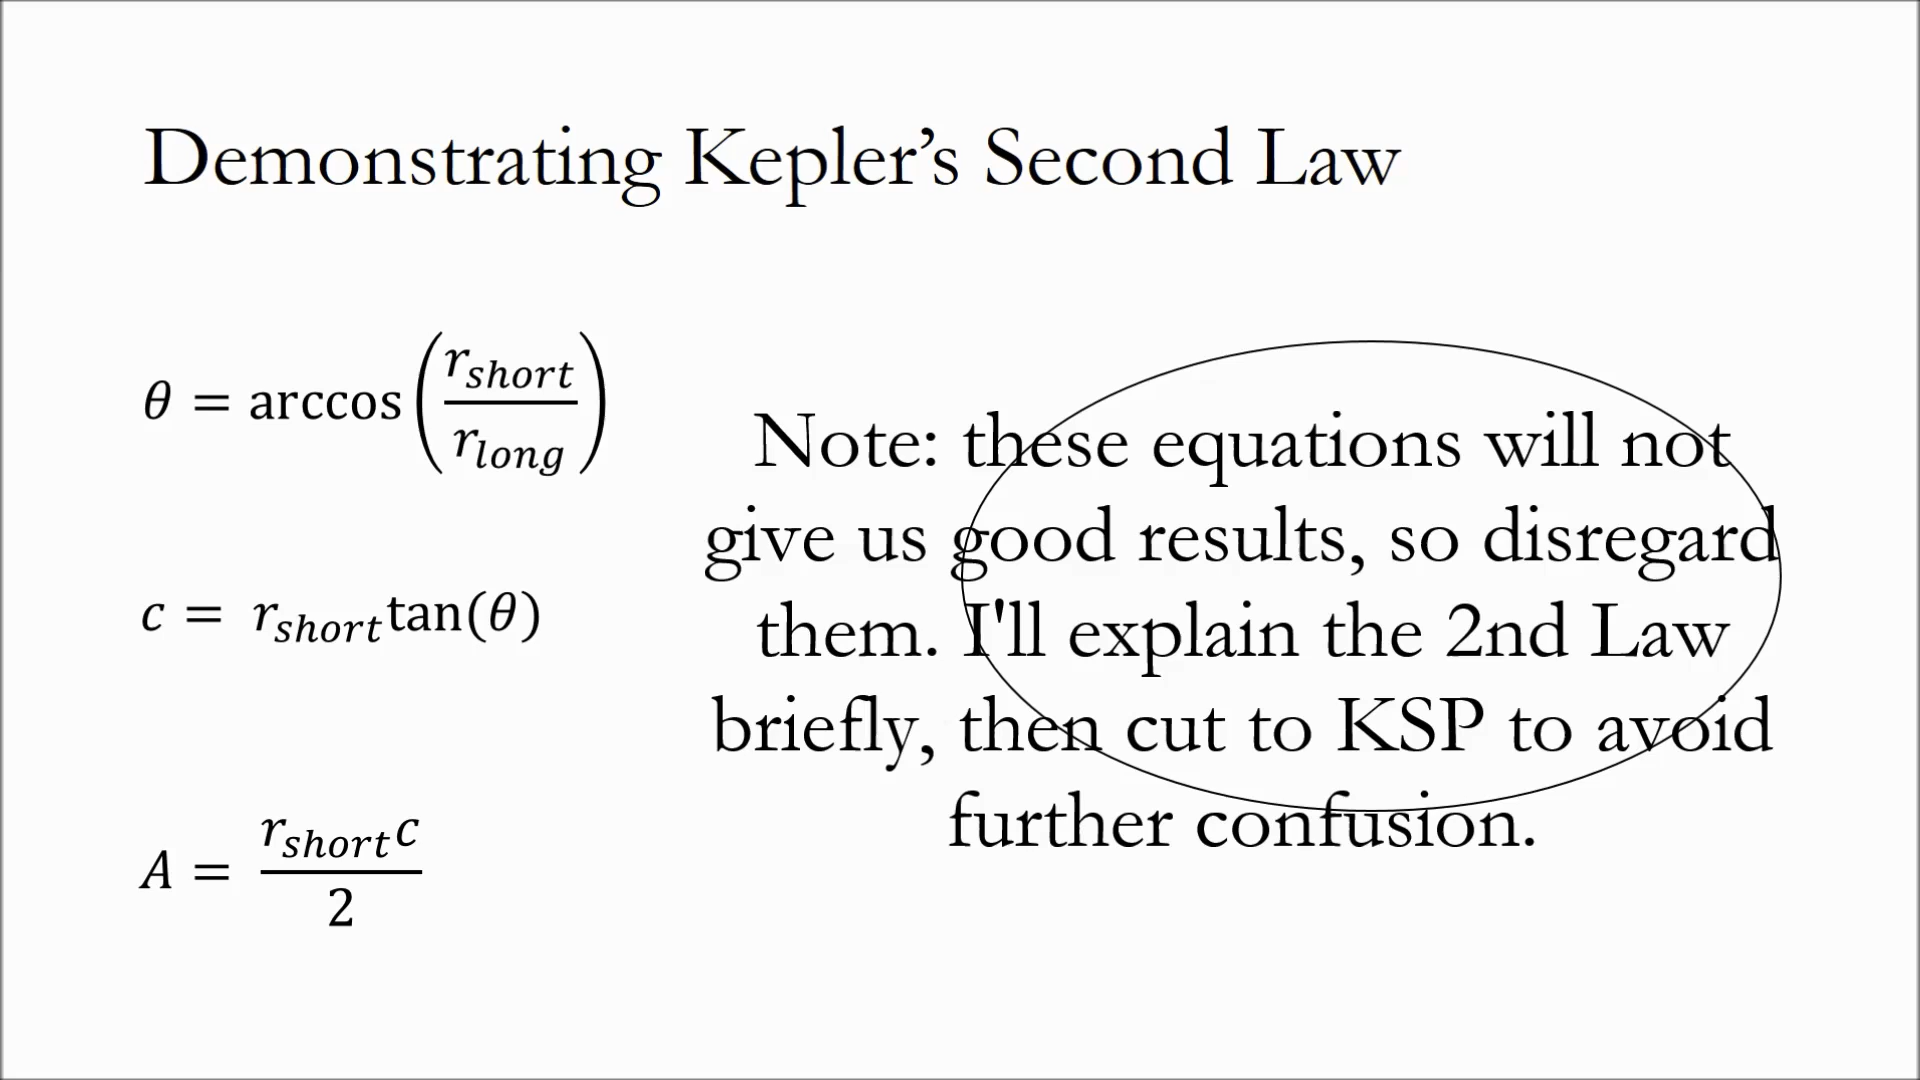 Demonstrating Kepler’s Second Law
θ = arccos(r_short/r_long)
c = r_short tan(θ)
A = r_short c/2
Note: these equations will not
give us good results, so disregard
them. I'll explain the 2nd Law
briefly, then cut to KSP to avoid
further confusion.